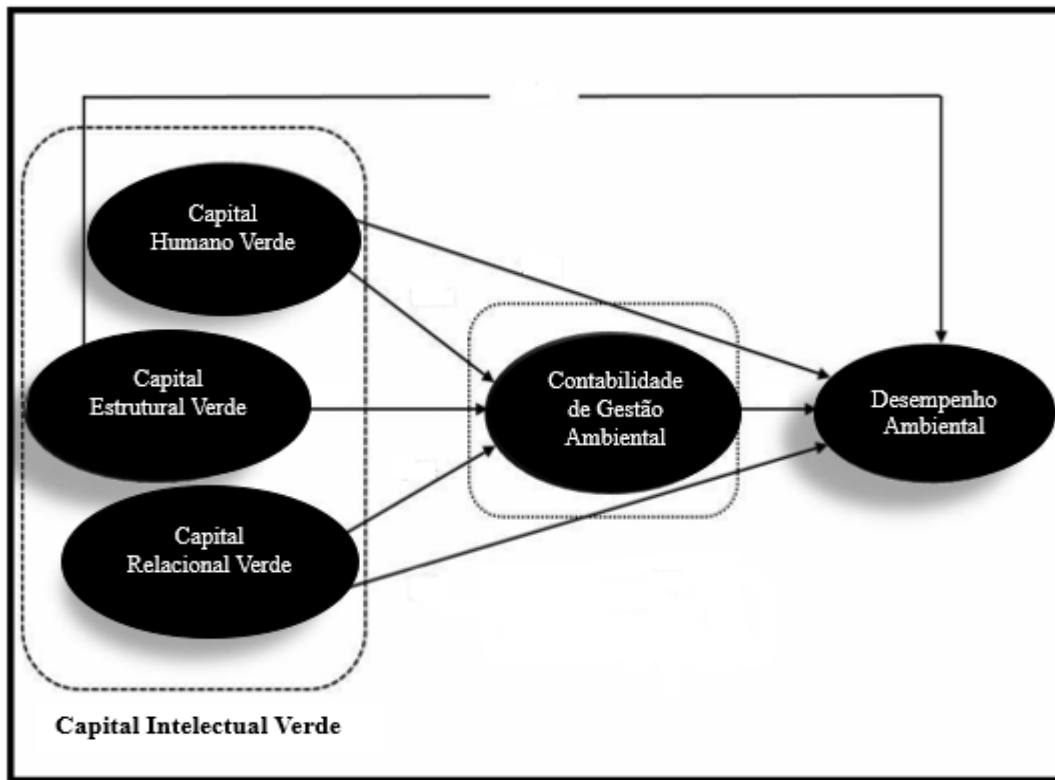 Capital
Humano Verde
Capital
Estrutural Verde
Contabilidade
de Gestão
Ambiental
Desempenho
Ambiental
Capital
Relacional Verde
Capital Intelectual Verde